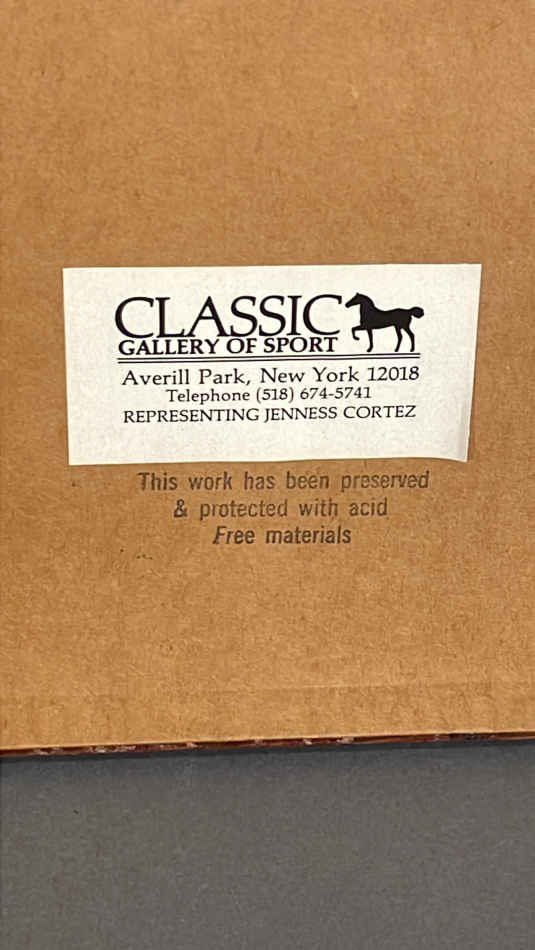 CLASSIC
GALLERY OF SPORT
Averill Park, New York 12018
Telephone (518) 674-5741
REPRESENTING JENNESS CORTEZ
This work has been preserved
& protected with acid
Free materials